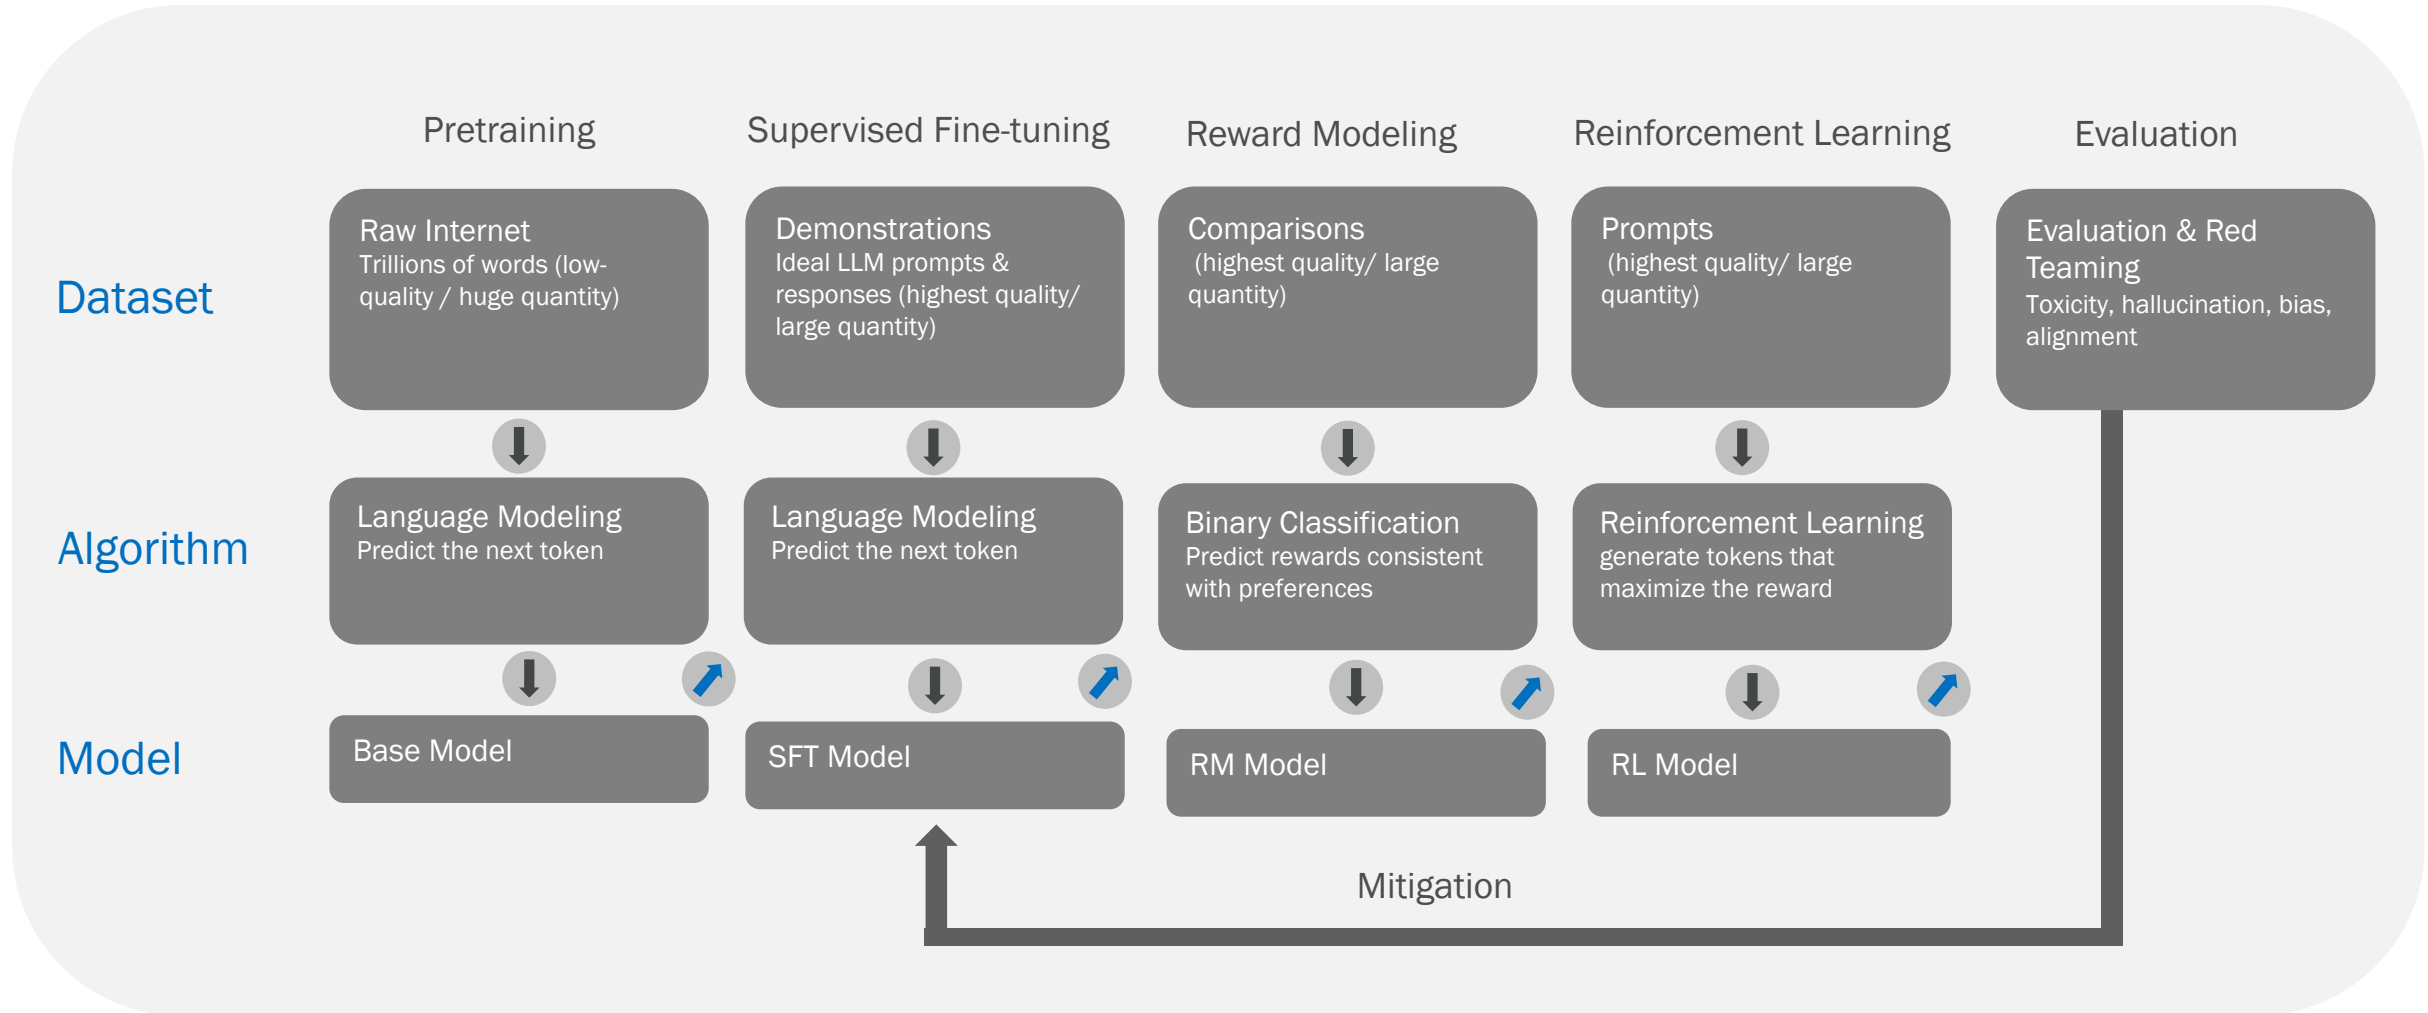 Pretraining
Supervised Fine-tuning
Reward Modeling
Reinforcement Learning
Evaluation
Dataset
Raw Internet
Trillions of words (low-
quality / huge quantity)
Demonstrations
Ideal LLM prompts &
responses (highest quality/
large quantity)
Comparisons
(highest quality/ large
quantity)
Prompts
(highest quality/ large
quantity)
Evaluation & Red
Teaming
Toxicity, hallucination, bias,
alignment
Algorithm
Language Modeling
Predict the next token
Language Modeling
Predict the next token
Binary Classification
Predict rewards consistent
with preferences
Reinforcement Learning
generate tokens that
maximize the reward
Model
Base Model
SFT Model
RM Model
RL Model
Mitigation